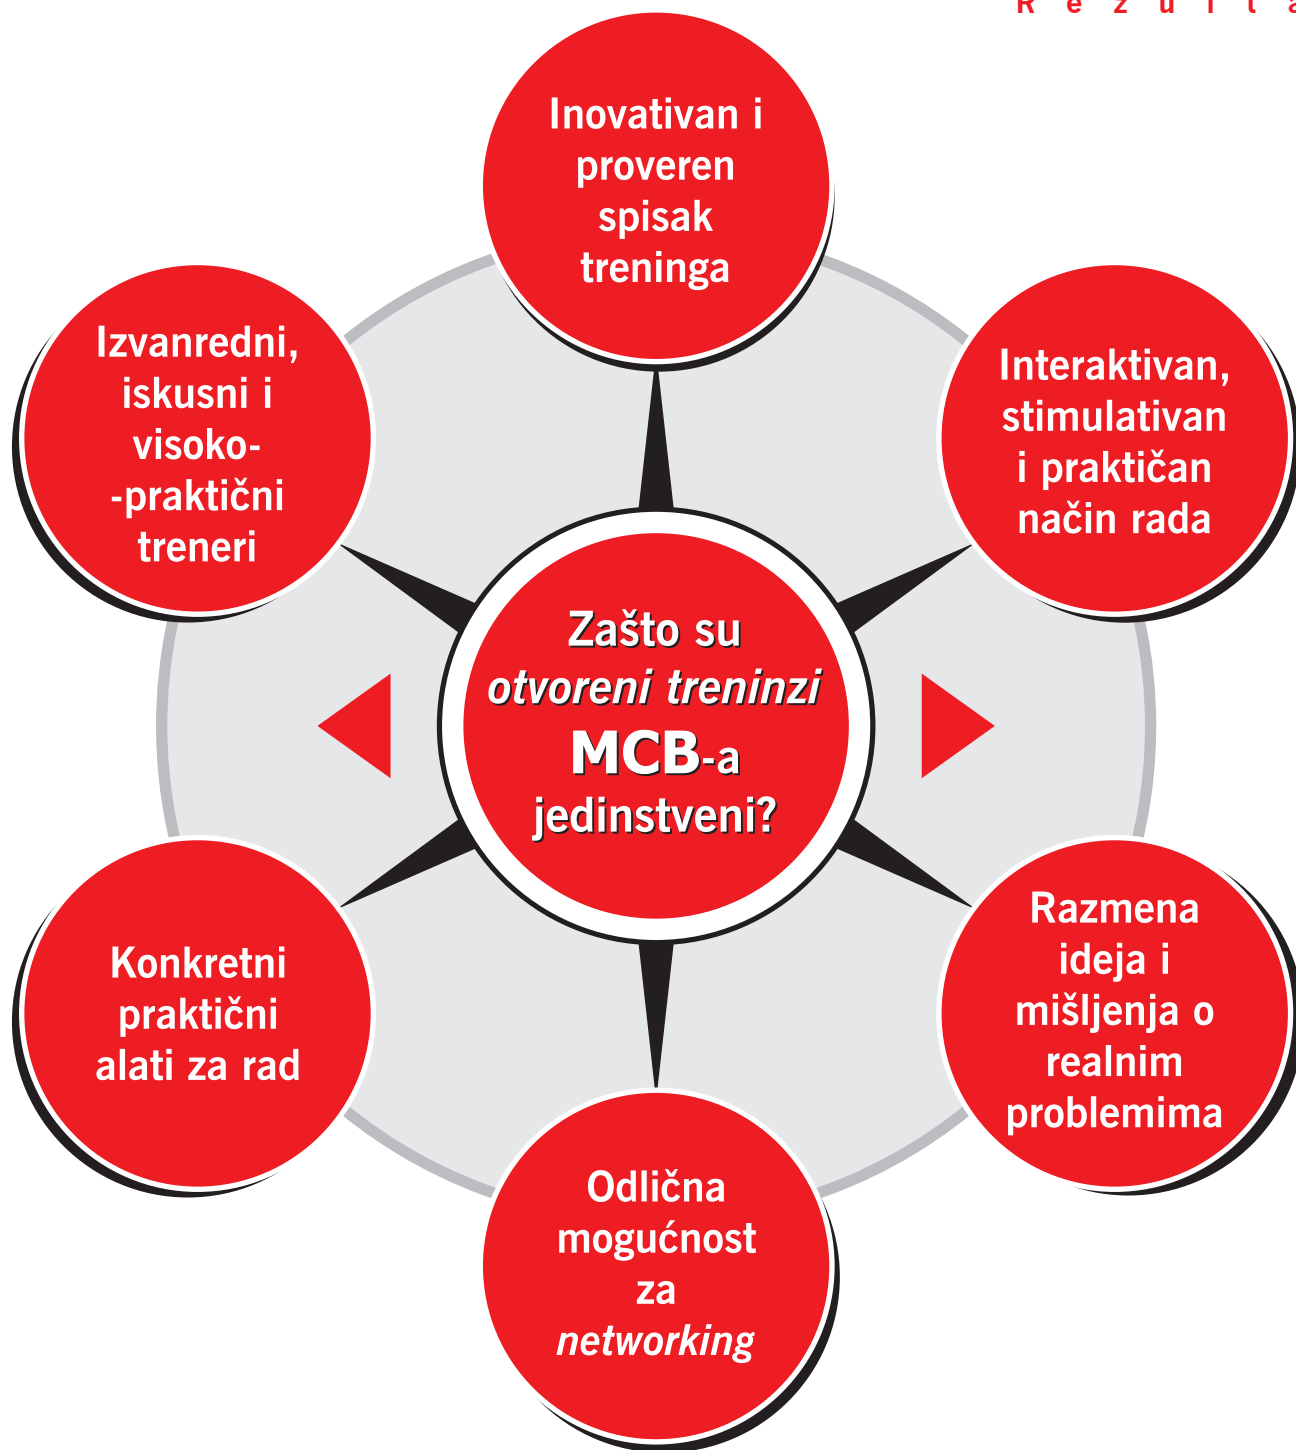 Inovativan i
proveren
spisak
treninga
Izvanredni,
iskusni i
visoko-
-praktični
treneri
Interaktivan,
stimulativan
i praktičan
način rada
Zašto su
otvoreni treninzi
MCB-a
jedinstveni?
Konkretni
praktični
alati za rad
Razmena
ideja i
mišljenja o
realnim
problemima
Odlična
mogućnost
za
networking